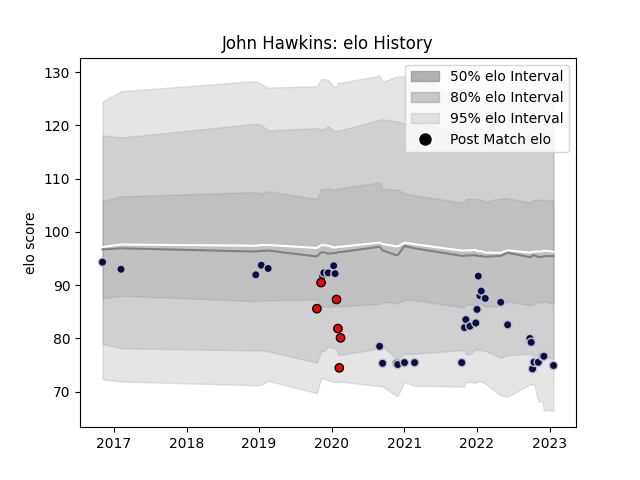 John Hawkins: elo History
50% elo Interval
80% elo Interval
95% elo Interval
Post Match elo
elo score
130
120
110
100
90
80
70
2017 2018 2019 2020 2021 2022 2023